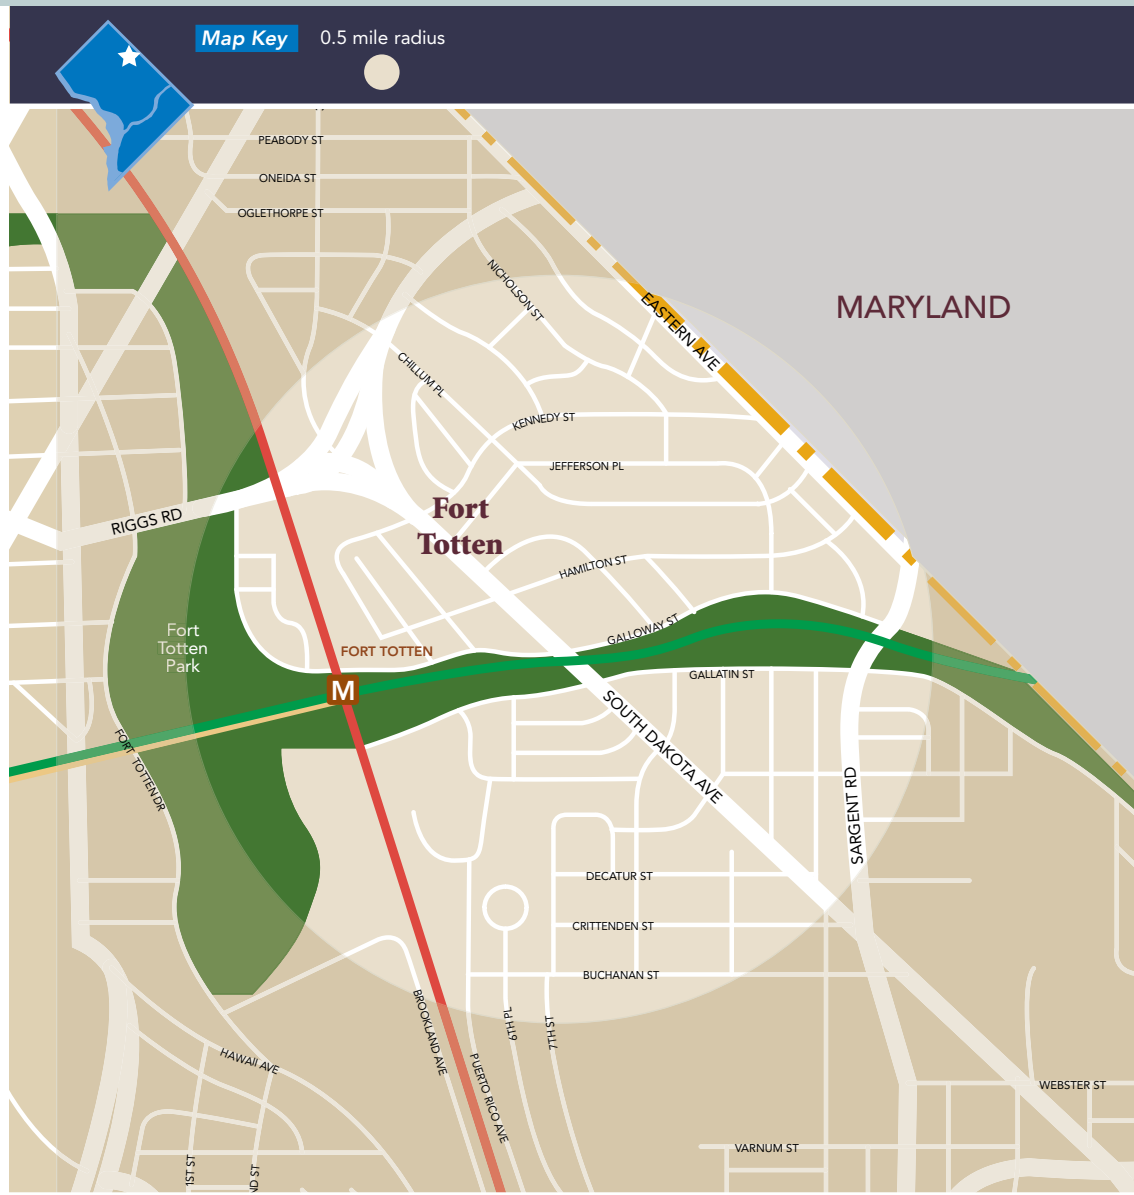 Map Key
0.5 mile radius
PEABODY ST
ONEIDA ST
OGLETHORPE ST
NICHOLSON ST
EASTERN AVE
MARYLAND
CHILLUM PL
KENNEDY ST
JEFFERSON PL
Fort
Totten
RIGGS RD
HAMILTON ST
Fort
Totten
Park
GALLOWAY ST
FORT TOTTEN
M
GALLATIN ST
SOUTH DAKOTA AVE
FORT TOTTEN DR
SARGENT RD
DECATUR ST
CRITTENDEN ST
BUCHANAN ST
BROOKLAND AVE
6TH PL
7TH ST
HAWAII AVE
PUERTO RICO AVE
WEBSTER ST
VARNUM ST
1ST ST
ND ST